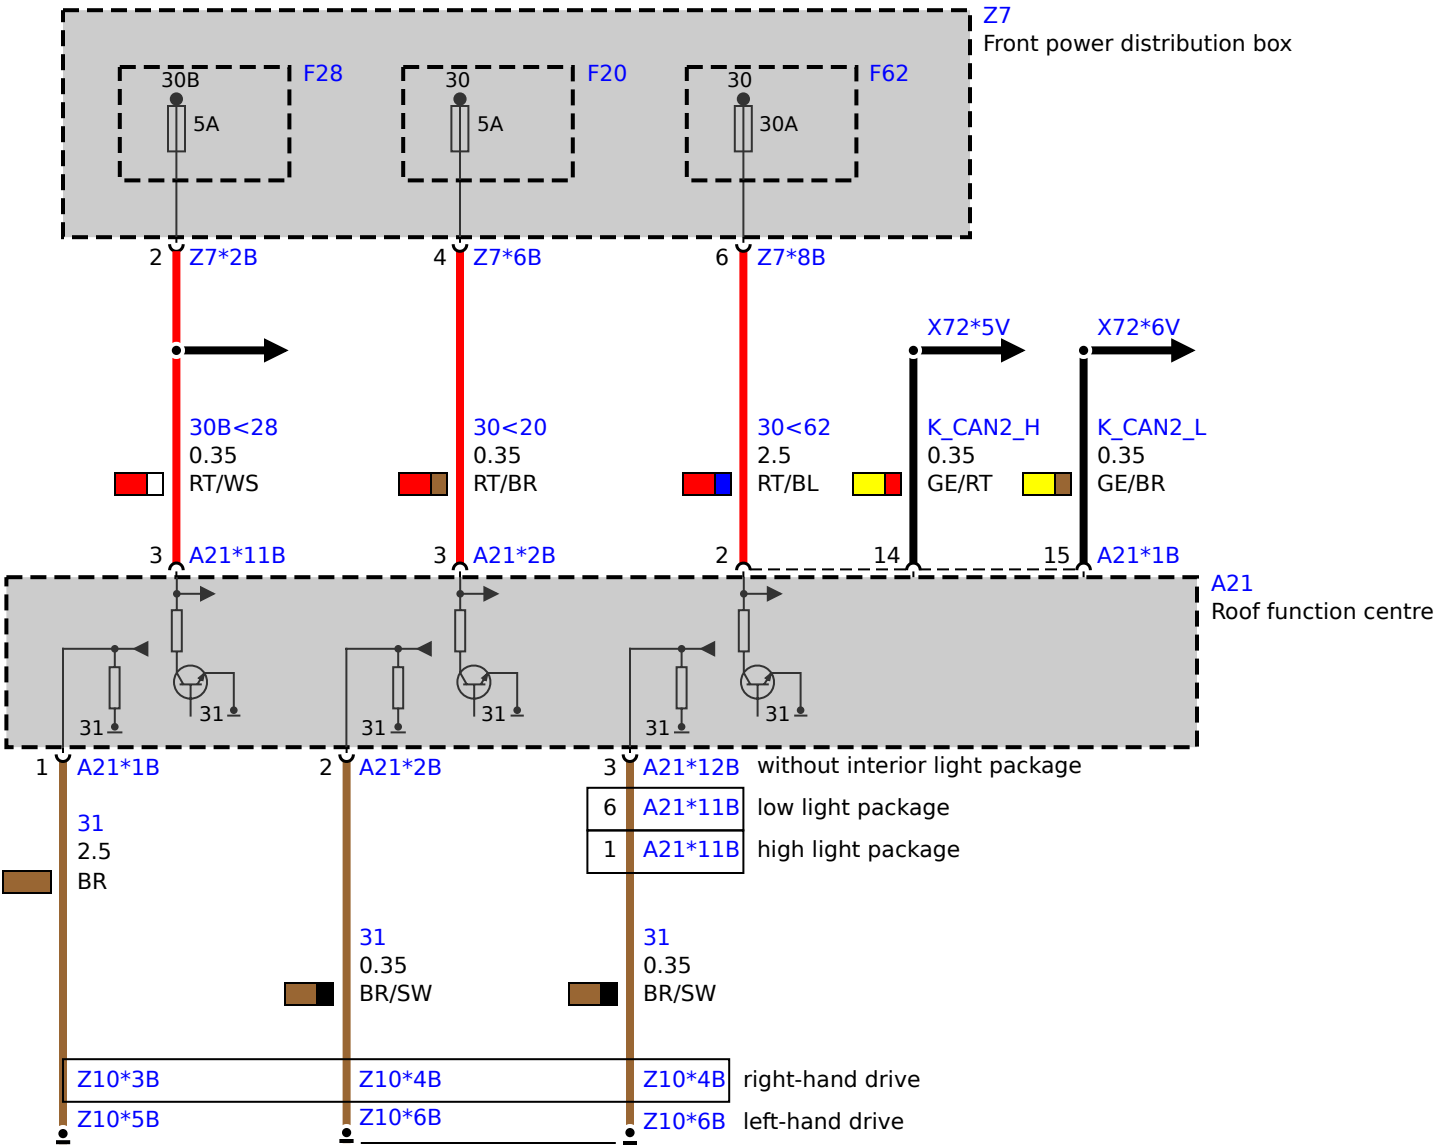 Z7
Front power distribution box
30B
F28
30
F20
30
F62
5A
5A
30A
2 Z7*2B
4 Z7*6B
6 Z7*8B
X72*5V
X72*6V
30B<28
30<20
30<62
K_CAN2_H
K_CAN2_L
0.35
0.35
2.5
0.35
0.35
RT/WS
RT/BR
RT/BL
GE/RT
GE/BR
3 A21*11B
3 A21*2B
2
14
15 A21*1B
A21
Roof function centre
31
31
31
31
31
31
1 A21*1B
2 A21*2B
3 A21*12B without interior light package
6 A21*11B low light package
1 A21*11B high light package
31
2.5
BR
31
31
0.35
0.35
BR/SW
BR/SW
Z10*3B
Z10*4B
Z10*4B right-hand drive
Z10*5B
Z10*6B
Z10*6B left-hand drive